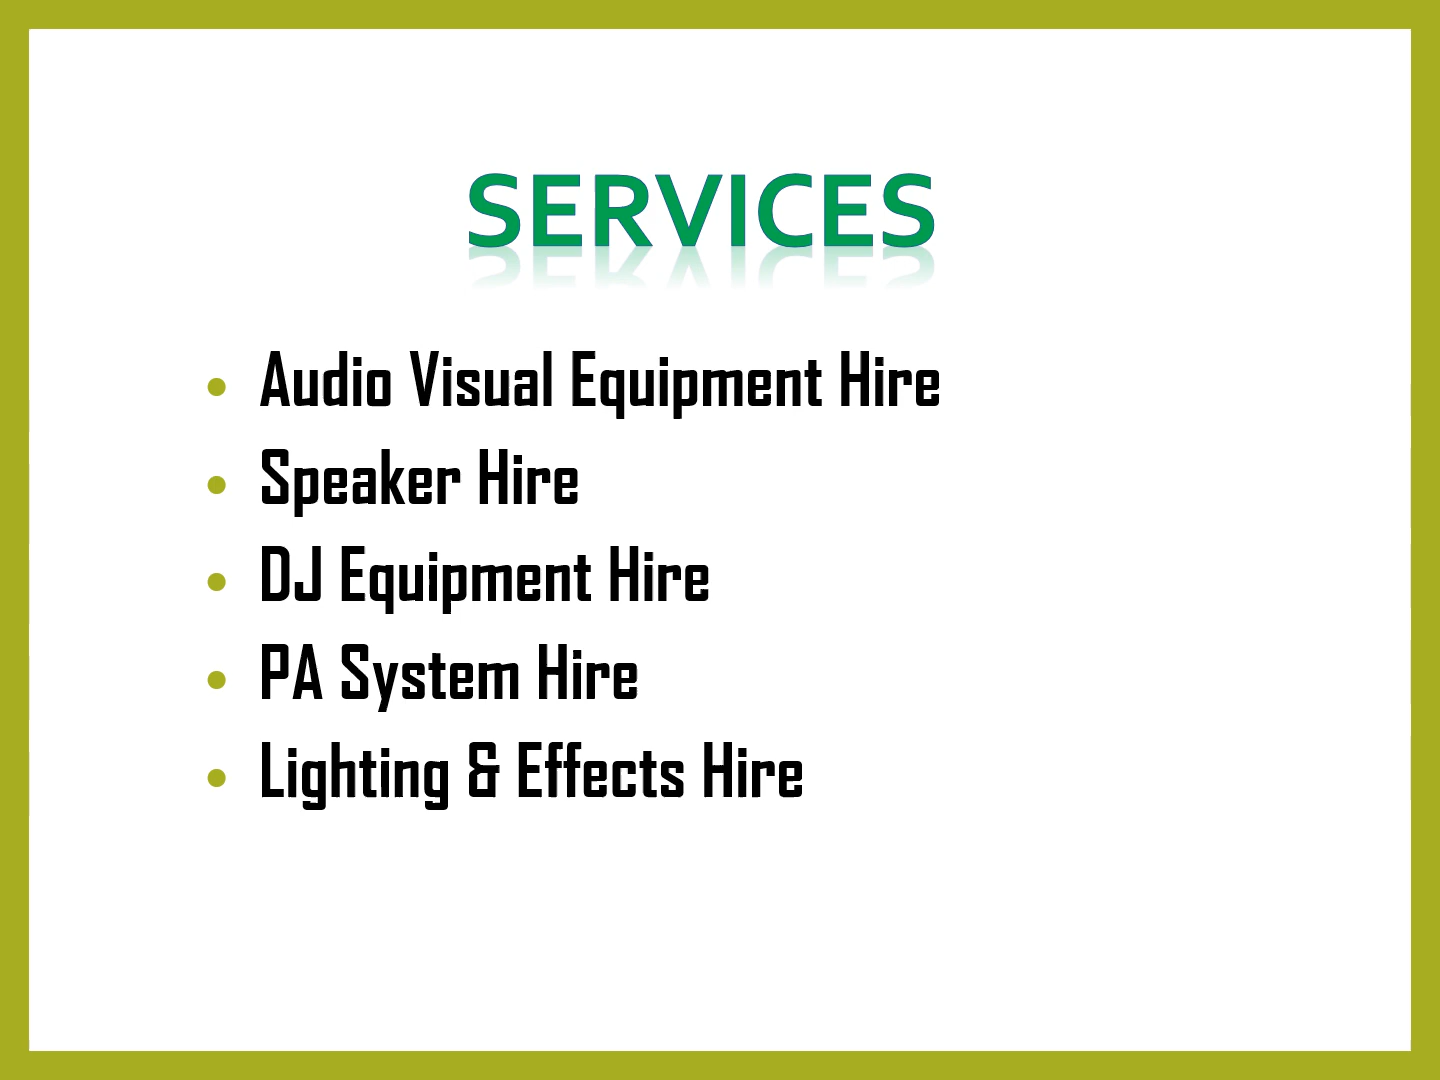 SERVICES
• Audio Visual Equipment Hire
• Speaker Hire
• DJ Equipment Hire
• PA System Hire
• Lighting & Effects Hire